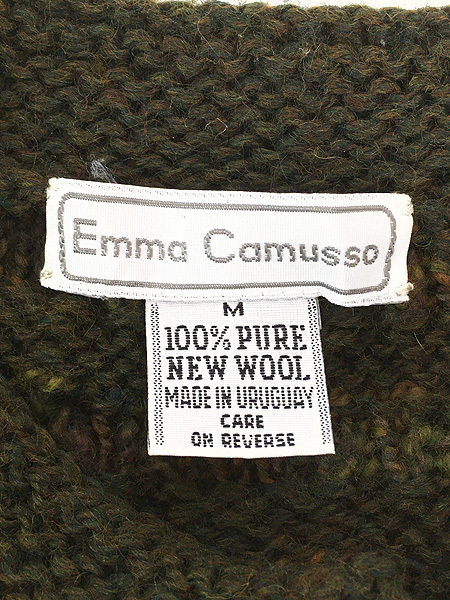 Emma Camusso
M
100% PURE
NEW WOOL
MADE IN URUGUAY
CARE
ON REVERSE